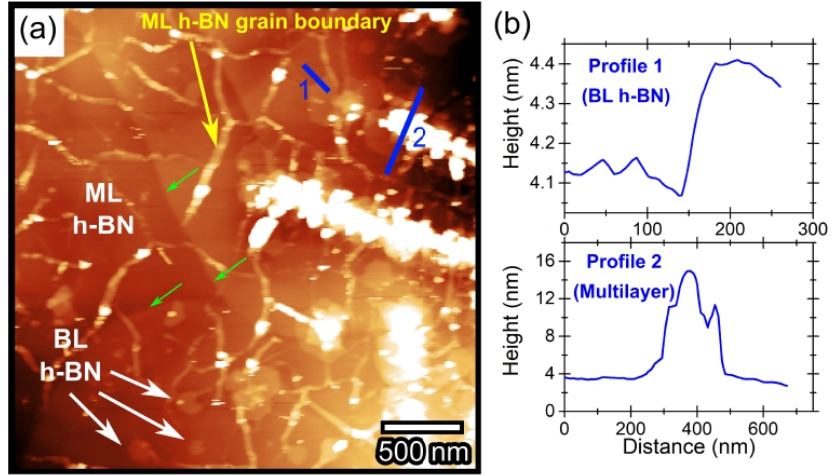 (a)
ML h-BN grain boundary
1
2
ML
h-BN
BL
h-BN
500 nm
(b)
Height (nm)
4.4
4.3
4.2
4.1
Profile 1
(BL h-BN)
0
100
200
300
Height (nm)
16
12
8
4
0
Profile 2
(Multilayer)
0
200
400
600
Distance (nm)